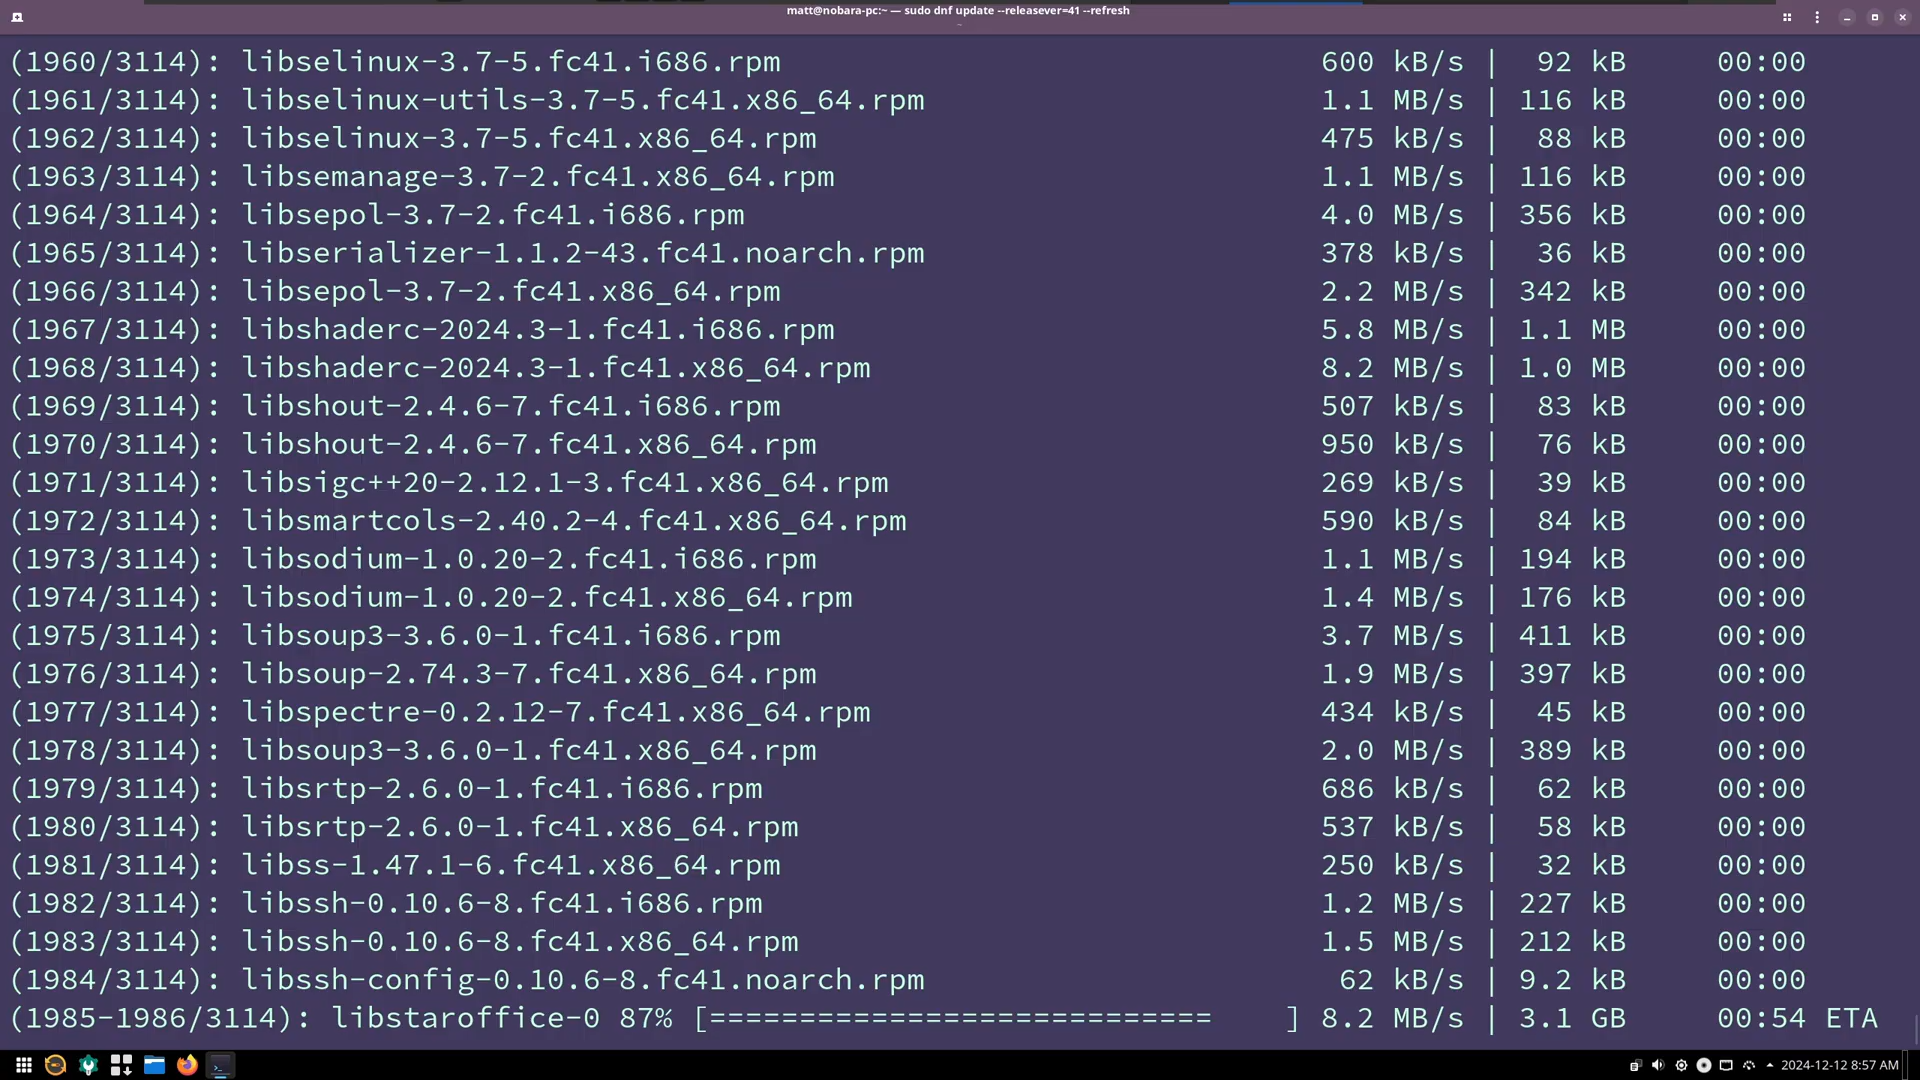 matt@nobara-pc:~ — sudo dnf update --releasever=41 --refresh
(1960/3114): libselinux-3.7-5.fc41.i686.rpm 600 kB/s | 92 kB 00:00
(1961/3114): libselinux-utils-3.7-5.fc41.x86_64.rpm 1.1 MB/s | 116 kB 00:00
(1962/3114): libselinux-3.7-5.fc41.x86_64.rpm 475 kB/s | 88 kB 00:00
(1963/3114): libsemanage-3.7-2.fc41.x86_64.rpm 1.1 MB/s | 116 kB 00:00
(1964/3114): libsepol-3.7-2.fc41.i686.rpm 4.0 MB/s | 356 kB 00:00
(1965/3114): libserializer-1.1.2-43.fc41.noarch.rpm 378 kB/s | 36 kB 00:00
(1966/3114): libsepol-3.7-2.fc41.x86_64.rpm 2.2 MB/s | 342 kB 00:00
(1967/3114): libshaderc-2024.3-1.fc41.i686.rpm 5.8 MB/s | 1.1 MB 00:00
(1968/3114): libshaderc-2024.3-1.fc41.x86_64.rpm 8.2 MB/s | 1.0 MB 00:00
(1969/3114): libshout-2.4.6-7.fc41.i686.rpm 507 kB/s | 83 kB 00:00
(1970/3114): libshout-2.4.6-7.fc41.x86_64.rpm 950 kB/s | 76 kB 00:00
(1971/3114): libsigc++20-2.12.1-3.fc41.x86_64.rpm 269 kB/s | 39 kB 00:00
(1972/3114): libsmartcols-2.40.2-4.fc41.x86_64.rpm 590 kB/s | 84 kB 00:00
(1973/3114): libsodium-1.0.20-2.fc41.i686.rpm 1.1 MB/s | 194 kB 00:00
(1974/3114): libsodium-1.0.20-2.fc41.x86_64.rpm 1.4 MB/s | 176 kB 00:00
(1975/3114): libsoup3-3.6.0-1.fc41.i686.rpm 3.7 MB/s | 411 kB 00:00
(1976/3114): libsoup-2.74.3-7.fc41.x86_64.rpm 1.9 MB/s | 397 kB 00:00
(1977/3114): libspectre-0.2.12-7.fc41.x86_64.rpm 434 kB/s | 45 kB 00:00
(1978/3114): libsoup3-3.6.0-1.fc41.x86_64.rpm 2.0 MB/s | 389 kB 00:00
(1979/3114): libsrtp-2.6.0-1.fc41.i686.rpm 686 kB/s | 62 kB 00:00
(1980/3114): libsrtp-2.6.0-1.fc41.x86_64.rpm 537 kB/s | 58 kB 00:00
(1981/3114): libss-1.47.1-6.fc41.x86_64.rpm 250 kB/s | 32 kB 00:00
(1982/3114): libssh-0.10.6-8.fc41.i686.rpm 1.2 MB/s | 227 kB 00:00
(1983/3114): libssh-0.10.6-8.fc41.x86_64.rpm 1.5 MB/s | 212 kB 00:00
(1984/3114): libssh-config-0.10.6-8.fc41.noarch.rpm 62 kB/s | 9.2 kB 00:00
(1985-1986/3114): libstaroffice-0 87% [============================ ] 8.2 MB/s | 3.1 GB 00:54 ETA
2024-12-12 8:57 AM